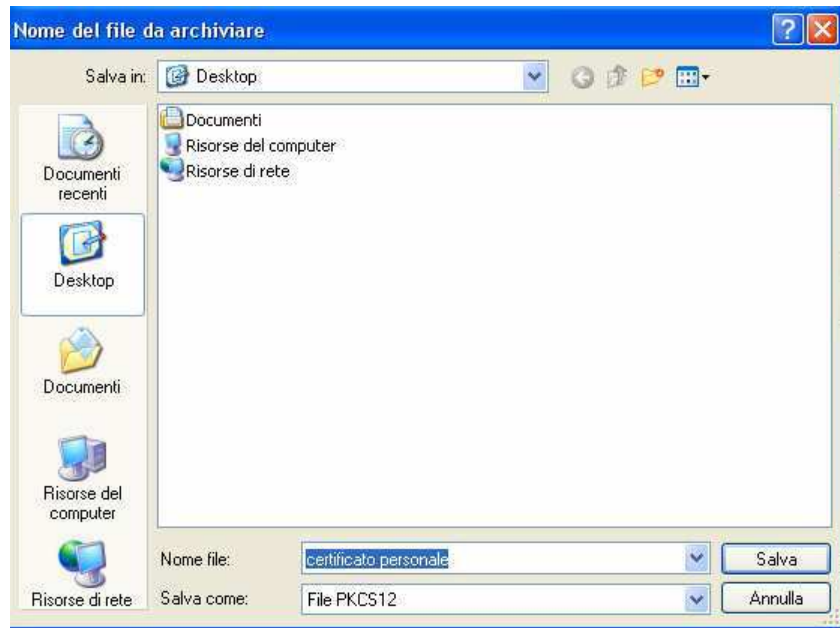 Nome del file da archiviare
Salva in: Desktop
Documenti
Risorse del computer
Risorse di rete
Documenti
recenti
Desktop
Documenti
Risorse del
computer
Risorse di rete
Nome file: certificato personale Salva
Salva come: File PKCS12 Annulla